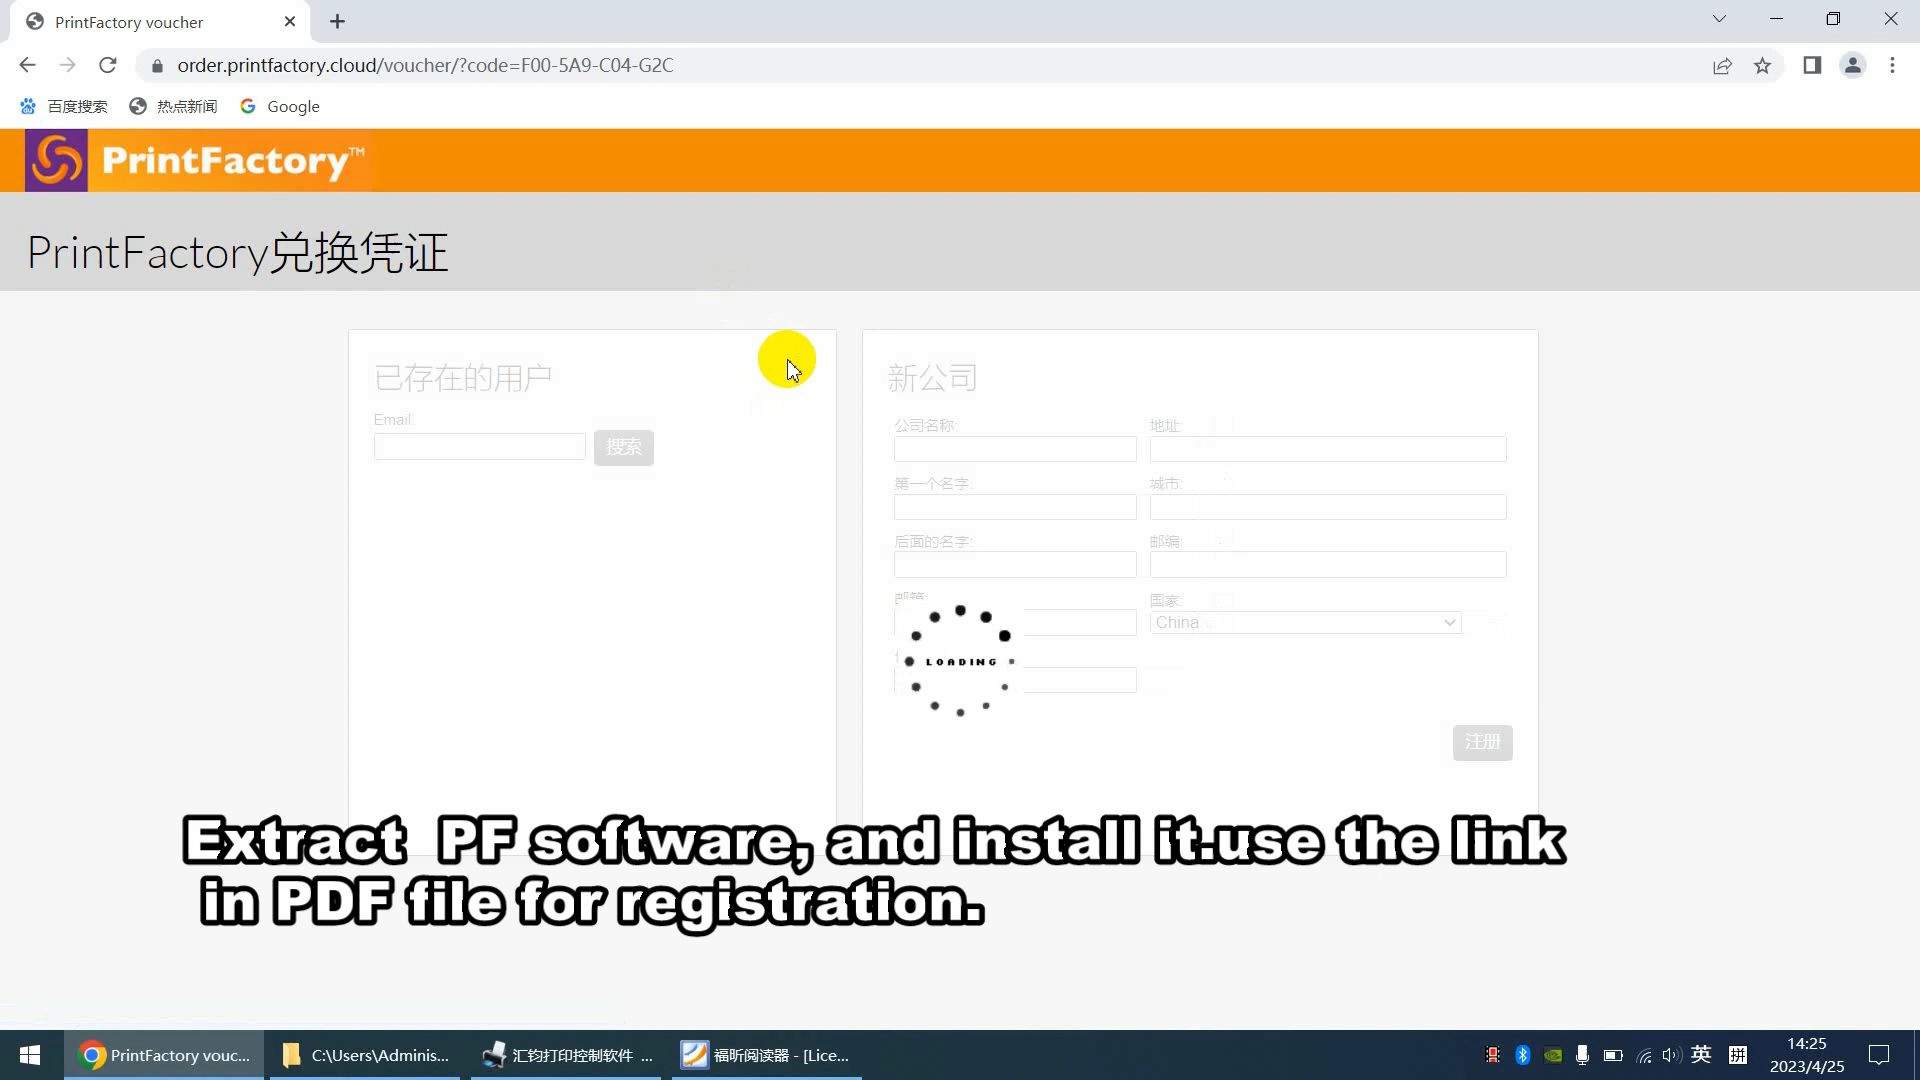 PrintFactory voucher
order.printfactory.cloud/voucher/?code=F00-5A9-C04-G2C
百度搜索
热点新闻
Google
PrintFactory™
PrintFactory兑换凭证
已存在的用户
Email:
搜索
新公司
公司名称:
地址:
第一个名字:
城市:
后面的名字:
邮编:
邮箱:
国家:
China
LOADING
注册
Extract PF software, and install it.use the link
in PDF file for registration.
PrintFactory vouc...
C:\Users\Adminis...
汇钧打印控制软件 ...
福昕阅读器 - [Lice...
英
拼
14:25
2023/4/25